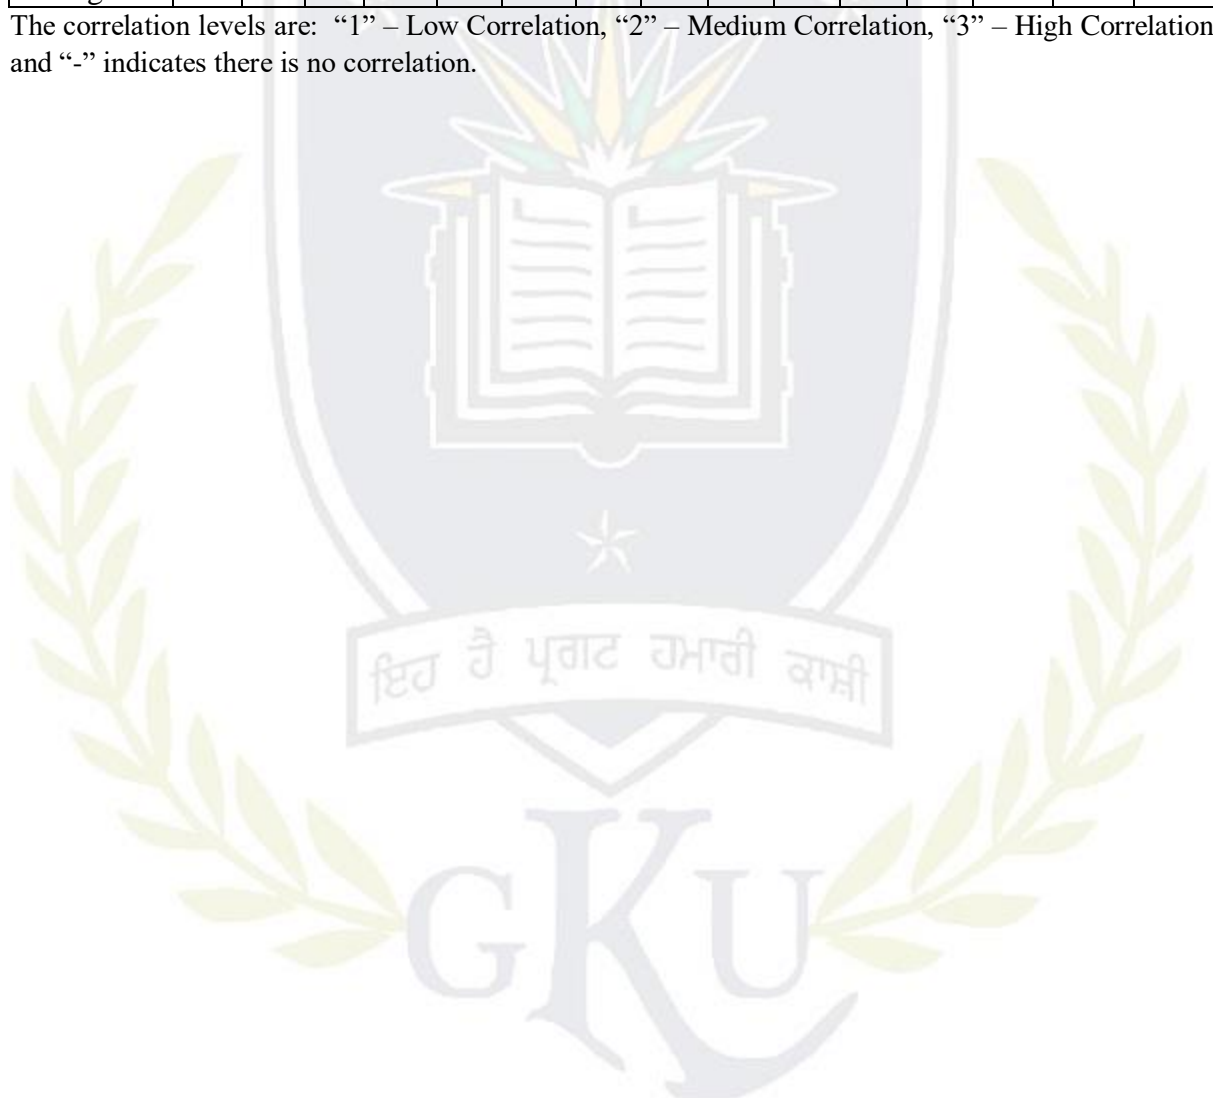 The correlation levels are: “1” – Low Correlation, “2” – Medium Correlation, “3” – High Correlation
and “-” indicates there is no correlation.
ਇਹ ਹੈ ਪ੍ਰਗਟ ਹਮਾਰੀ ਕਾਸ਼ੀ
GKU